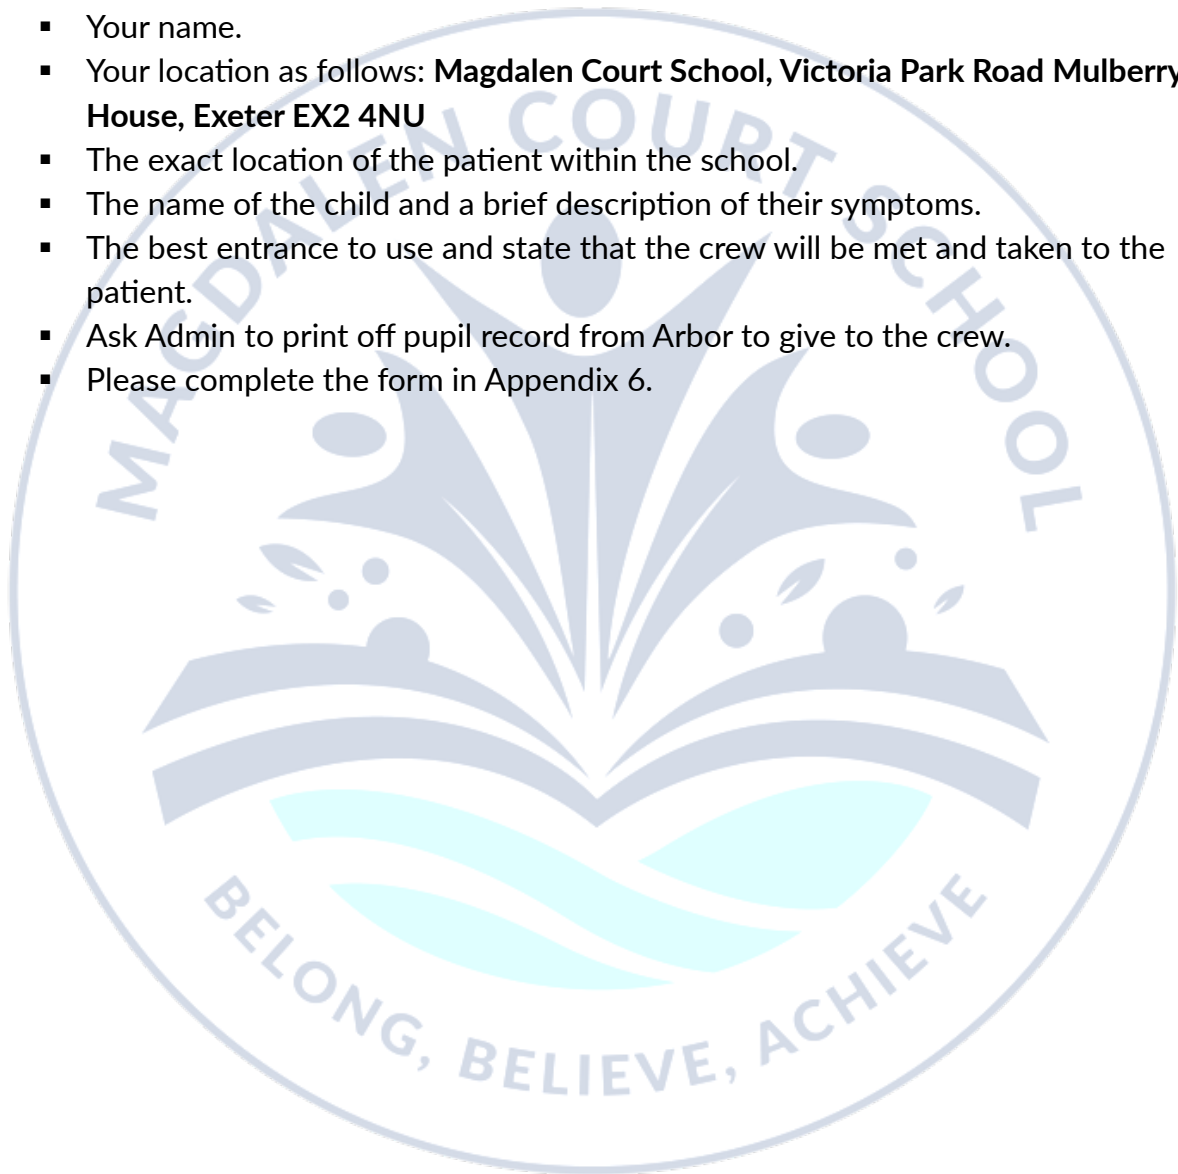 ▪ Your name.
▪ Your location as follows: Magdalen Court School, Victoria Park Road Mulberry
House, Exeter EX2 4NU
▪ The exact location of the patient within the school.
▪ The name of the child and a brief description of their symptoms.
▪ The best entrance to use and state that the crew will be met and taken to the
patient.
▪ Ask Admin to print off pupil record from Arbor to give to the crew.
▪ Please complete the form in Appendix 6.
MAGDALEN COURT SCHOOL
BELONG, BELIEVE, ACHIEVE